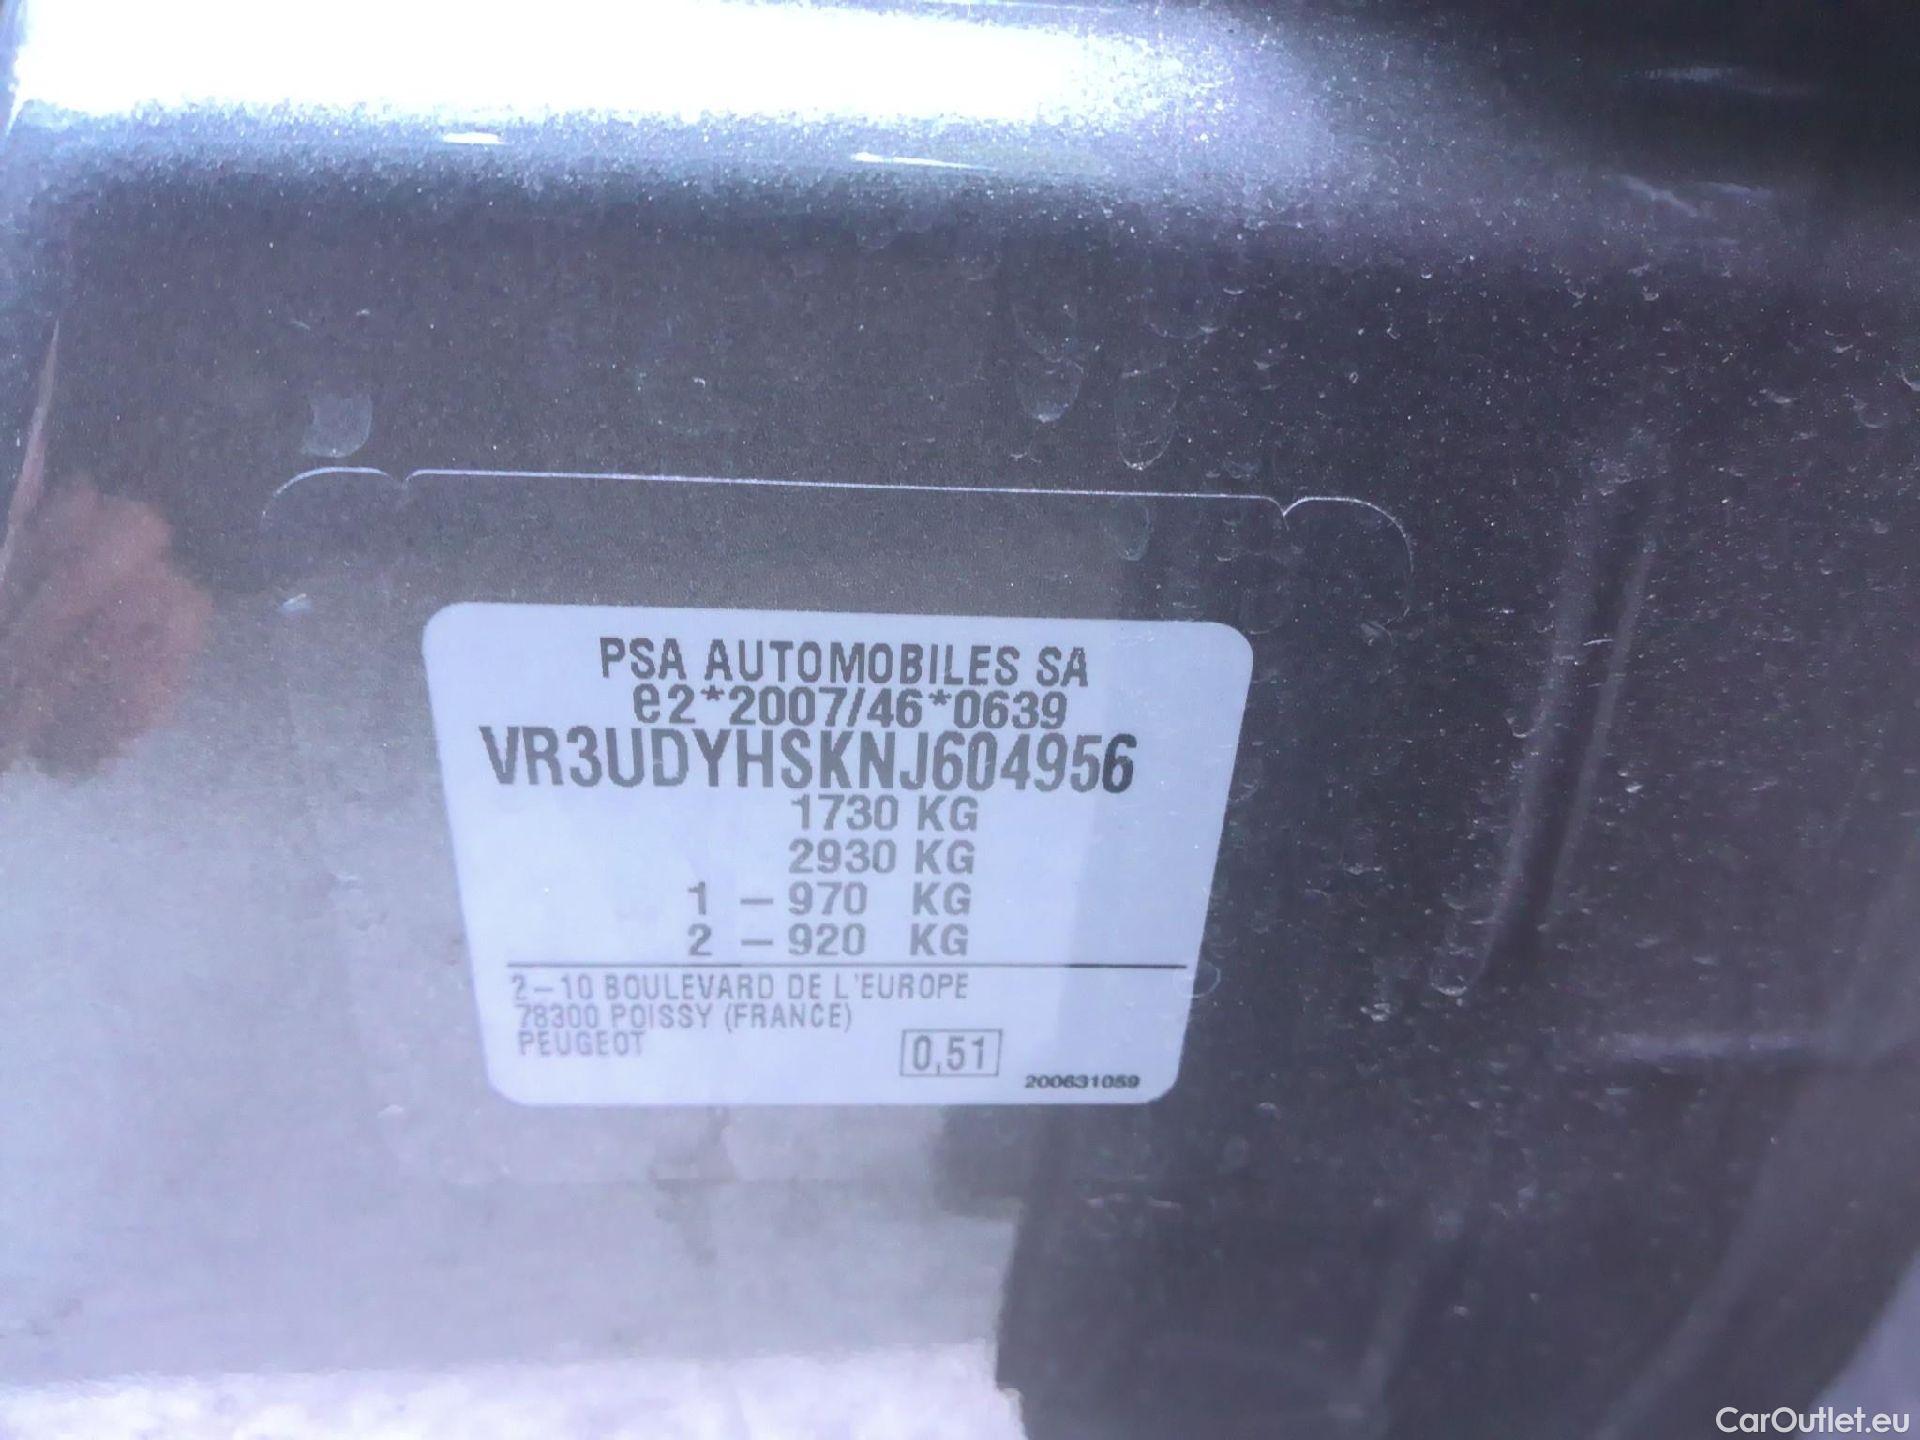 PSA AUTOMOBILES SA
e2*2007/46*0639
VR3UDYHSKNJ604956
1730 KG
2930 KG
1 – 970 KG
2 – 920 KG
2–10 BOULEVARD DE L'EUROPE
78300 POISSY (FRANCE)
PEUGEOT
0,51
200631059
CarOutlet.eu